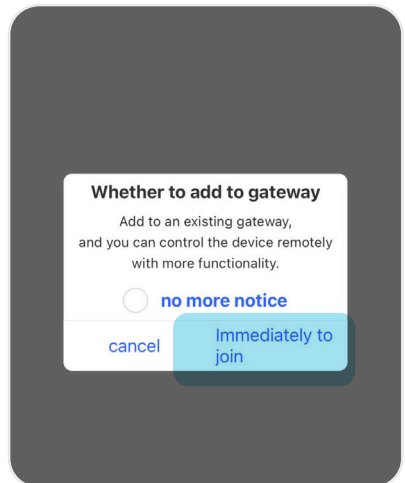 Whether to add to gateway
Add to an existing gateway,
and you can control the device remotely
with more functionality.
no more notice
cancel
Immediately to
join